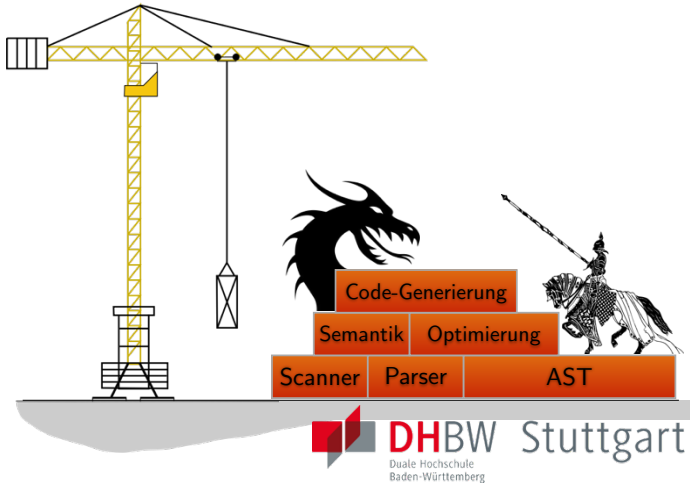 Code-Generierung
Semantik Optimierung
Scanner Parser AST
DHBW Stuttgart
Duale Hochschule
Baden-Württemberg